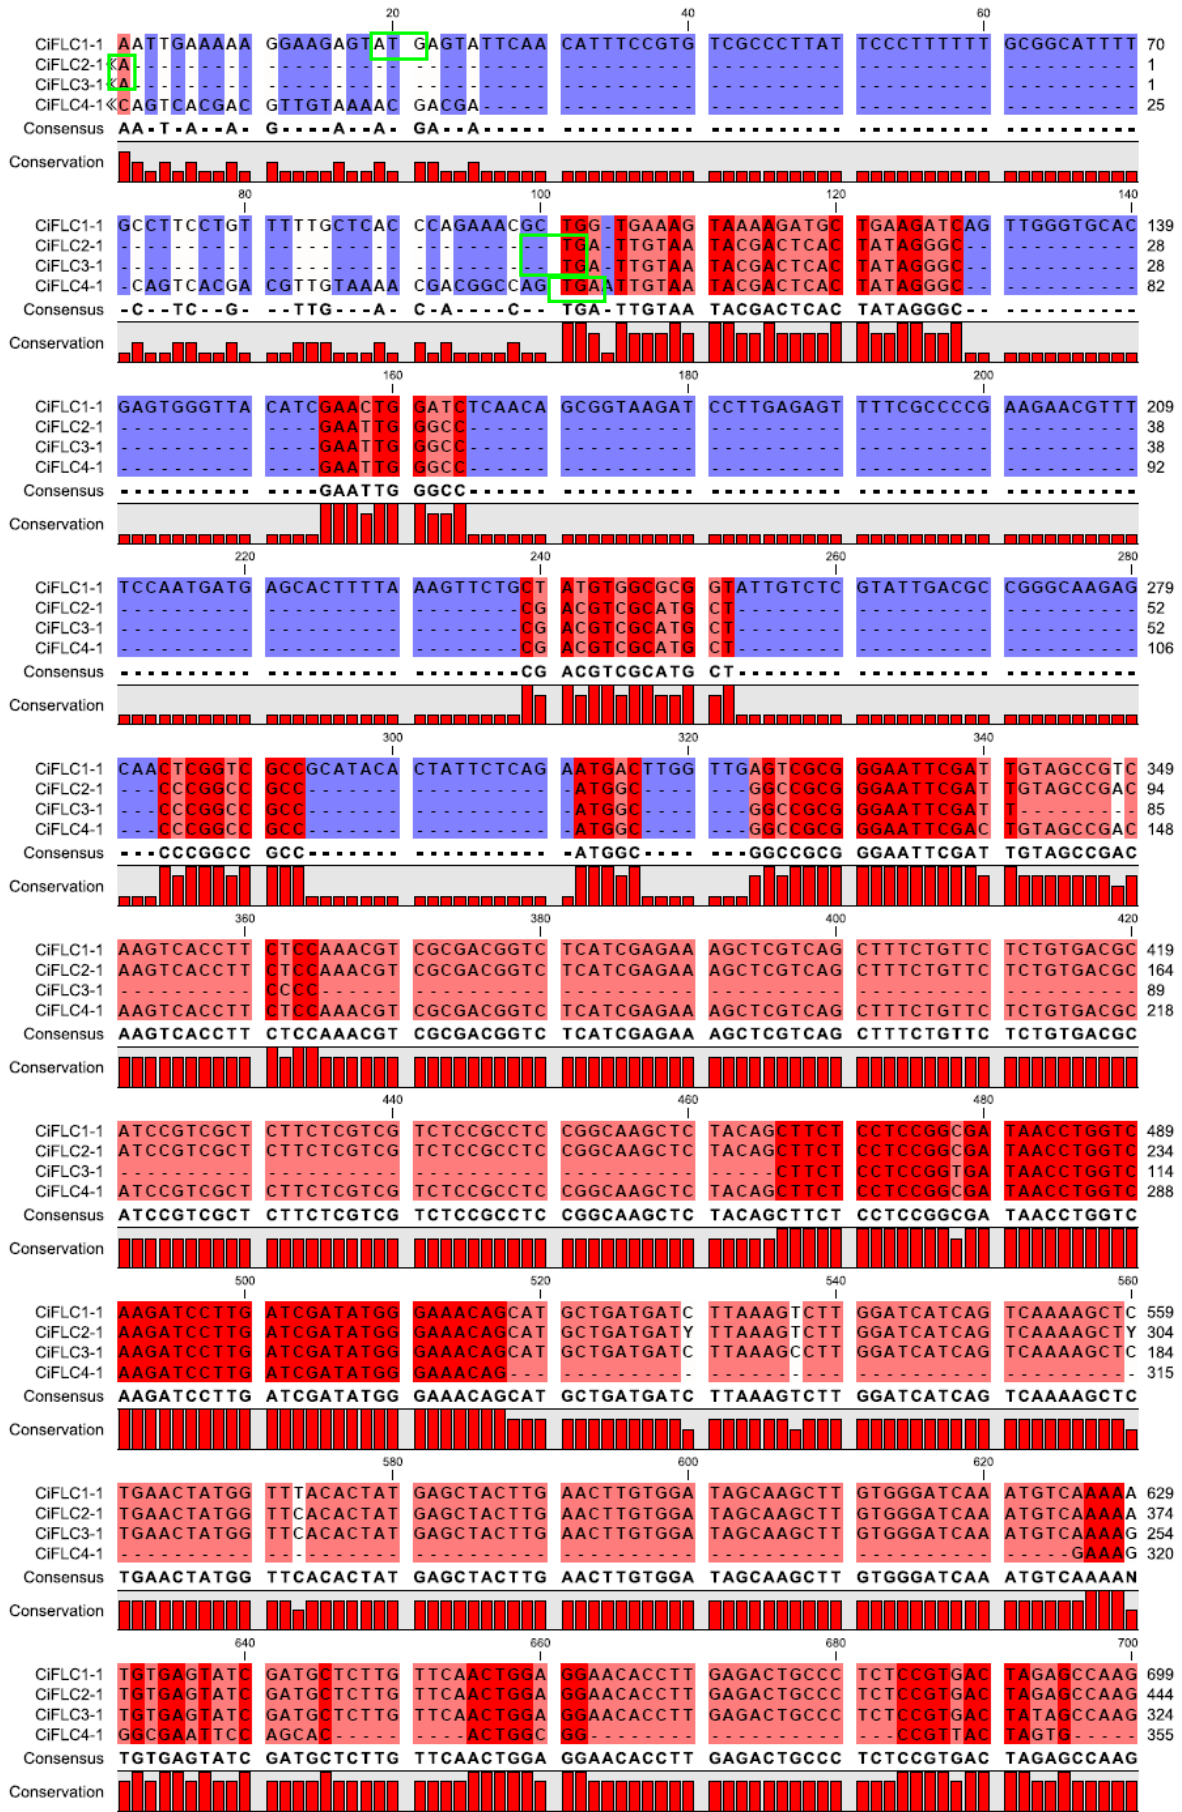 20 40 60
CiFLC1-1 AATTGAAAAA GGAAGAGTAT GAGTATTCAA CATTTCCGTG TCGCCCTTAT TCCCTTTTTT GCGGCATTTT 70
CiFLC2-1 «A--------- ---------- ---------- ---------- ---------- ---------- ---------- 1
CiFLC3-1 «A--------- ---------- ---------- ---------- ---------- ---------- ---------- 1
CiFLC4-1 «CAGTCACGAC GTTGTAAAAC GACGA----- ---------- ---------- ---------- ---------- 25
Consensus AA-T-A--A- G----A--A- GA--A----- ---------- ---------- ---------- ----------
Conservation
80 100 120 140
CiFLC1-1 GCCTTCCTGT TTTTGCTCAC CCAGAAACGC TGG-TGAAAG TAAAAGATGC TGAAGATCAG TTGGGTGCAC 139
CiFLC2-1 ---------- ---------- ---------- TGA-TTGTAA TACGACTCAC TATAGGGC-- ---------- 28
CiFLC3-1 ---------- ---------- ---------- TGA-TTGTAA TACGACTCAC TATAGGGC-- ---------- 28
CiFLC4-1 -CAGTCACGA CGTTGTAAAA CGACGGCCAG TGAATTGTAA TACGACTCAC TATAGGGC-- ---------- 82
Consensus -C--TC--G- --TTG---A- C-A----C-- TGA-TTGTAA TACGACTCAC TATAGGGC-- ----------
Conservation
160 180 200
CiFLC1-1 GAGTGGGTTA CATCGAACTG GATCTCAACA GCGGTAAGAT CCTTGAGAGT TTTCGCCCCG AAGAACGTTT 209
CiFLC2-1 ---------- ----GAATTG GGCC------ ---------- ---------- ---------- ---------- 38
CiFLC3-1 ---------- ----GAATTG GGCC------ ---------- ---------- ---------- ---------- 38
CiFLC4-1 ---------- ----GAATTG GGCC------ ---------- ---------- ---------- ---------- 92
Consensus ---------- ----GAATTG GGCC------ ---------- ---------- ---------- ----------
Conservation
220 240 260 280
CiFLC1-1 TCCAATGATG AGCACTTTTA AAGTTCTGCT ATGTGGCGCG GTATTGTCTC GTATTGACGC CGGGCAAGAG 279
CiFLC2-1 ---------- ---------- --------CG ACGTCGCATG CT-------- ---------- ---------- 52
CiFLC3-1 ---------- ---------- --------CG ACGTCGCATG CT-------- ---------- ---------- 52
CiFLC4-1 ---------- ---------- --------CG ACGTCGCATG CT-------- ---------- ---------- 106
Consensus ---------- ---------- --------CG ACGTCGCATG CT-------- ---------- ----------
Conservation
300 320 340
CiFLC1-1 CAACTCGGTC GCCGCATACA CTATTCTCAG AATGACTTGG TTGAGTCGCG GGAATTCGAT TGTAGCCGTC 349
CiFLC2-1 ---CCCGGCC GCC------- ---------- -ATGGC---- ---GGCCGCG GGAATTCGAT TGTAGCCGAC 94
CiFLC3-1 ---CCCGGCC GCC------- ---------- -ATGGC---- ---GGCCGCG GGAATTCGAT T--------- 85
CiFLC4-1 ---CCCGGCC GCC------- ---------- -ATGGC---- ---GGCCGCG GGAATTCGAC TGTAGCCGAC 148
Consensus ---CCCGGCC GCC------- ---------- -ATGGC---- ---GGCCGCG GGAATTCGAT TGTAGCCGAC
Conservation
360 380 400 420
CiFLC1-1 AAGTCACCTT CTCCAAACGT CGCGACGGTC TCATCGAGAA AGCTCGTCAG CTTTCTGTTC TCTGTGACGC 419
CiFLC2-1 AAGTCACCTT CTCCAAACGT CGCGACGGTC TCATCGAGAA AGCTCGTCAG CTTTCTGTTC TCTGTGACGC 164
CiFLC3-1 ---------- CCCC------ ---------- ---------- ---------- ---------- ---------- 89
CiFLC4-1 AAGTCACCTT CTCCAAACGT CGCGACGGTC TCATCGAGAA AGCTCGTCAG CTTTCTGTTC TCTGTGACGC 218
Consensus AAGTCACCTT CTCCAAACGT CGCGACGGTC TCATCGAGAA AGCTCGTCAG CTTTCTGTTC TCTGTGACGC
Conservation
440 460 480
CiFLC1-1 ATCCGTCGCT CTTCTCGTCG TCTCCGCCTC CGGCAAGCTC TACAGCTTCT CCTCCGGCGA TAACCTGGTC 489
CiFLC2-1 ATCCGTCGCT CTTCTCGTCG TCTCCGCCTC CGGCAAGCTC TACAGCTTCT CCTCCGGCGA TAACCTGGTC 234
CiFLC3-1 ---------- ---------- ---------- ---------- -----CTTCT CCTCCGGTGA TAACCTGGTC 114
CiFLC4-1 ATCCGTCGCT CTTCTCGTCG TCTCCGCCTC CGGCAAGCTC TACAGCTTCT CCTCCGGCGA TAACCTGGTC 288
Consensus ATCCGTCGCT CTTCTCGTCG TCTCCGCCTC CGGCAAGCTC TACAGCTTCT CCTCCGGCGA TAACCTGGTC
Conservation
500 520 540 560
CiFLC1-1 AAGATCCTTG ATCGATATGG GAAACAGCAT GCTGATGATC TTAAAGTCTT GGATCATCAG TCAAAAGCTC 559
CiFLC2-1 AAGATCCTTG ATCGATATGG GAAACAGCAT GCTGATGATY TTAAAGTCTT GGATCATCAG TCAAAAGCTY 304
CiFLC3-1 AAGATCCTTG ATCGATATGG GAAACAGCAT GCTGATGATC TTAAAGCCTT GGATCATCAG TCAAAAGCTC 184
CiFLC4-1 AAGATCCTTG ATCGATATGG GAAACAG--- ---------- ---------- ---------- ---------- 315
Consensus AAGATCCTTG ATCGATATGG GAAACAGCAT GCTGATGATC TTAAAGTCTT GGATCATCAG TCAAAAGCTC
Conservation
580 600 620
CiFLC1-1 TGAACTATGG TTTACACTAT GAGCTACTTG AACTTGTGGA TAGCAAGCTT GTGGGATCAA ATGTCAAAAA 629
CiFLC2-1 TGAACTATGG TTCACACTAT GAGCTACTTG AACTTGTGGA TAGCAAGCTT GTGGGATCAA ATGTCAAAAA 374
CiFLC3-1 TGAACTATGG TTCACACTAT GAGCTACTTG AACTTGTGGA TAGCAAGCTT GTGGGATCAA ATGTCAAAAG 254
CiFLC4-1 ---------- ---------- ---------- ---------- ---------- ---------- -----GAAAG 320
Consensus TGAACTATGG TTCACACTAT GAGCTACTTG AACTTGTGGA TAGCAAGCTT GTGGGATCAA ATGTCAAAAN
Conservation
640 660 680 700
CiFLC1-1 TGTGAGTATC GATGCTCTTG TTCAACTGGA GGAACACCTT GAGACTGCCC TCTCCGTGAC TAGAGCCAAG 699
CiFLC2-1 TGTGAGTATC GATGCTCTTG TTCAACTGGA GGAACACCTT GAGACTGCCC TCTCCGTGAC TAGAGCCAAG 444
CiFLC3-1 TGTGAGTATC GATGCTCTTG TTCAACTGGA GGAACACCTT GAGACTGCCC TCTCCGTGAC TATAGCCAAG 324
CiFLC4-1 GGCGAATTCC AGCAC----- ----ACTGGC GG-------- ---------- ---CCGTTAC TAGTG----- 355
Consensus TGTGAGTATC GATGCTCTTG TTCAACTGGA GGAACACCTT GAGACTGCCC TCTCCGTGAC TAGAGCCAAG
Conservation